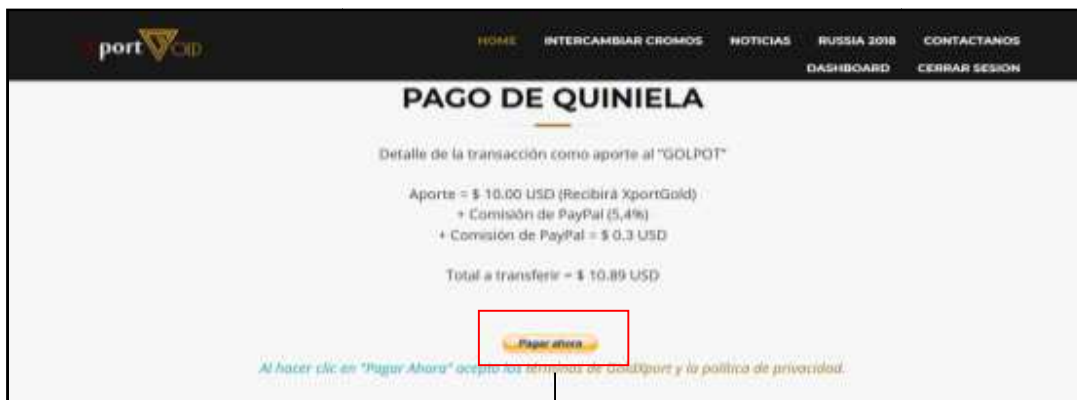 port
HOME INTERCAMBIAR CROMOS NOTICIAS RUSSIA 2018 CONTACTANOS
DASHBOARD CERRAR SESION
PAGO DE QUINIELA
Detalle de la transacción como aporte al "GOLPOT"
Aporte = $ 10.00 USD (Recibirá XportGold)
+ Comisión de PayPal (5,4%)
+ Comisión de PayPal = $ 0.3 USD
Total a transferir = $ 10.89 USD
Pagar ahora
Al hacer clic en "Pagar Ahora" acepto los términos de GoldXport y la política de privacidad.